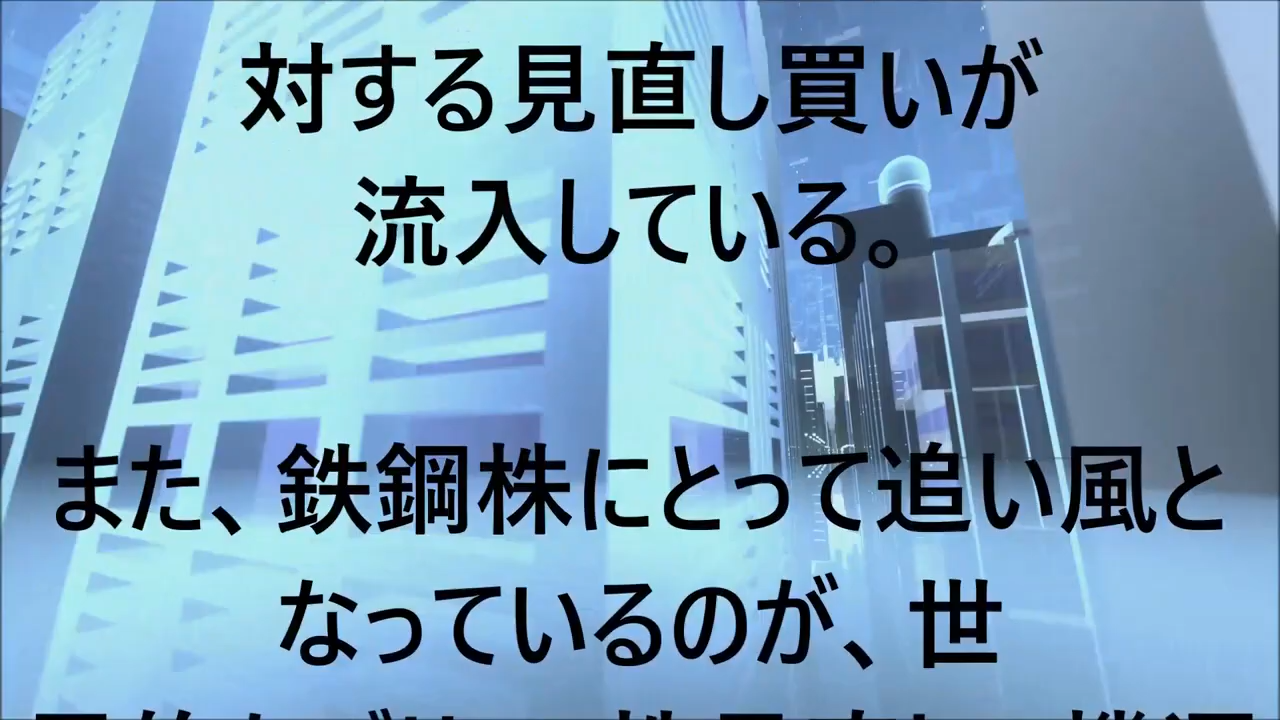 対する見直し買いが
流入している。
また、鉄鋼株にとって追い風と
なっているのが、世